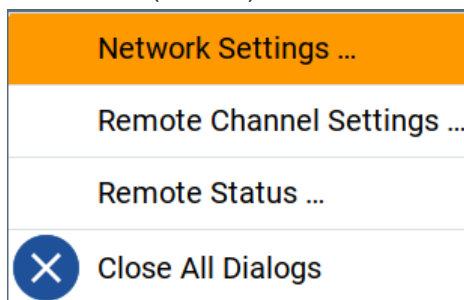 Network Settings ...
Remote Channel Settings ...
Remote Status ...
Close All Dialogs